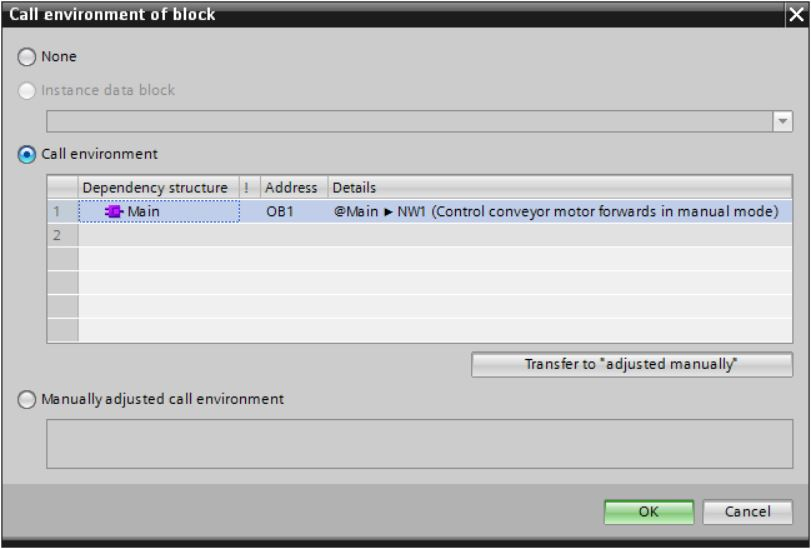 Call environment of block
None
Instance data block
Call environment
Dependency structure ! Address Details
1 Main OB1 @Main ▶ NW1 (Control conveyor motor forwards in manual mode)
2
Transfer to "adjusted manually"
Manually adjusted call environment
OK Cancel